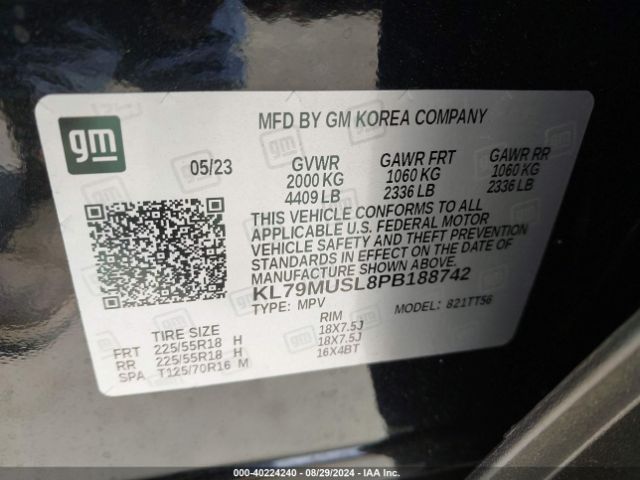 gm
MFD BY GM KOREA COMPANY
05/23 GVWR GAWR FRT GAWR RR
2000 KG 1060 KG 1060 KG
4409 LB 2336 LB 2336 LB
THIS VEHICLE CONFORMS TO ALL
APPLICABLE U.S. FEDERAL MOTOR
VEHICLE SAFETY AND THEFT PREVENTION
STANDARDS IN EFFECT ON THE DATE OF
MANUFACTURE SHOWN ABOVE.
KL79MUSL8PB188742
TYPE: MPV MODEL: 821TT56
TIRE SIZE RIM
FRT 225/55R18 H 18X7.5J
RR 225/55R18 H 18X7.5J
SPA T125/70R16 M 16X4BT
000-40224240 - 08/29/2024 - IAA Inc.